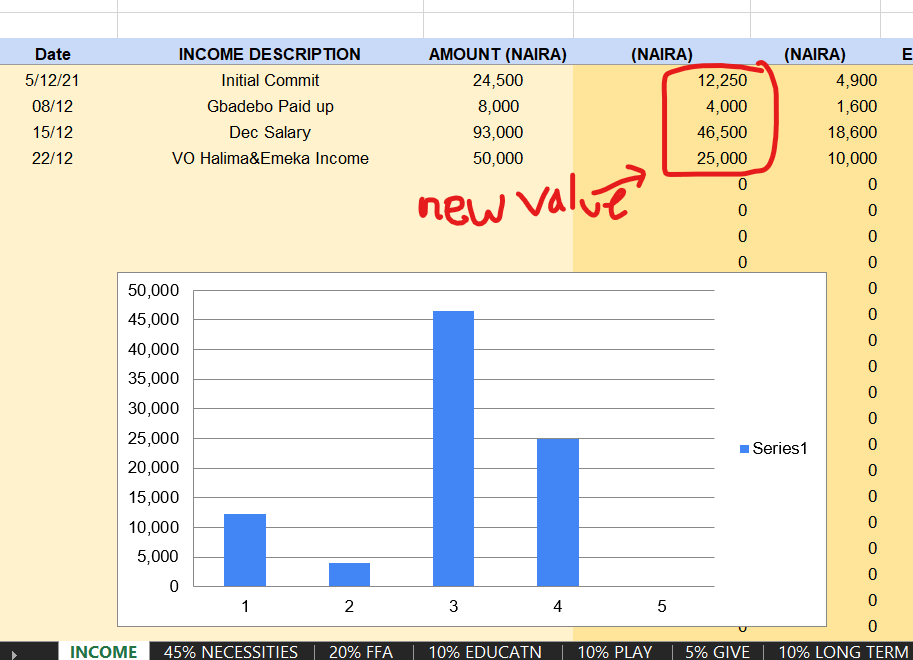 Date INCOME DESCRIPTION AMOUNT (NAIRA) (NAIRA) (NAIRA) E
5/12/21 Initial Commit 24,500 12,250 4,900
08/12 Gbadebo Paid up 8,000 4,000 1,600
15/12 Dec Salary 93,000 46,500 18,600
22/12 VO Halima&Emeka Income 50,000 25,000 10,000
0 0
new value 0 0
0 0
0 0
50,000 0
45,000 0
40,000 0
35,000 0
30,000 0
25,000 0
20,000 0
15,000 0
10,000 0
5,000 0
0 0
1 2 3 4 5 0
Series1
0 0
INCOME 45% NECESSITIES 20% FFA 10% EDUCATN 10% PLAY 5% GIVE 10% LONG TERM